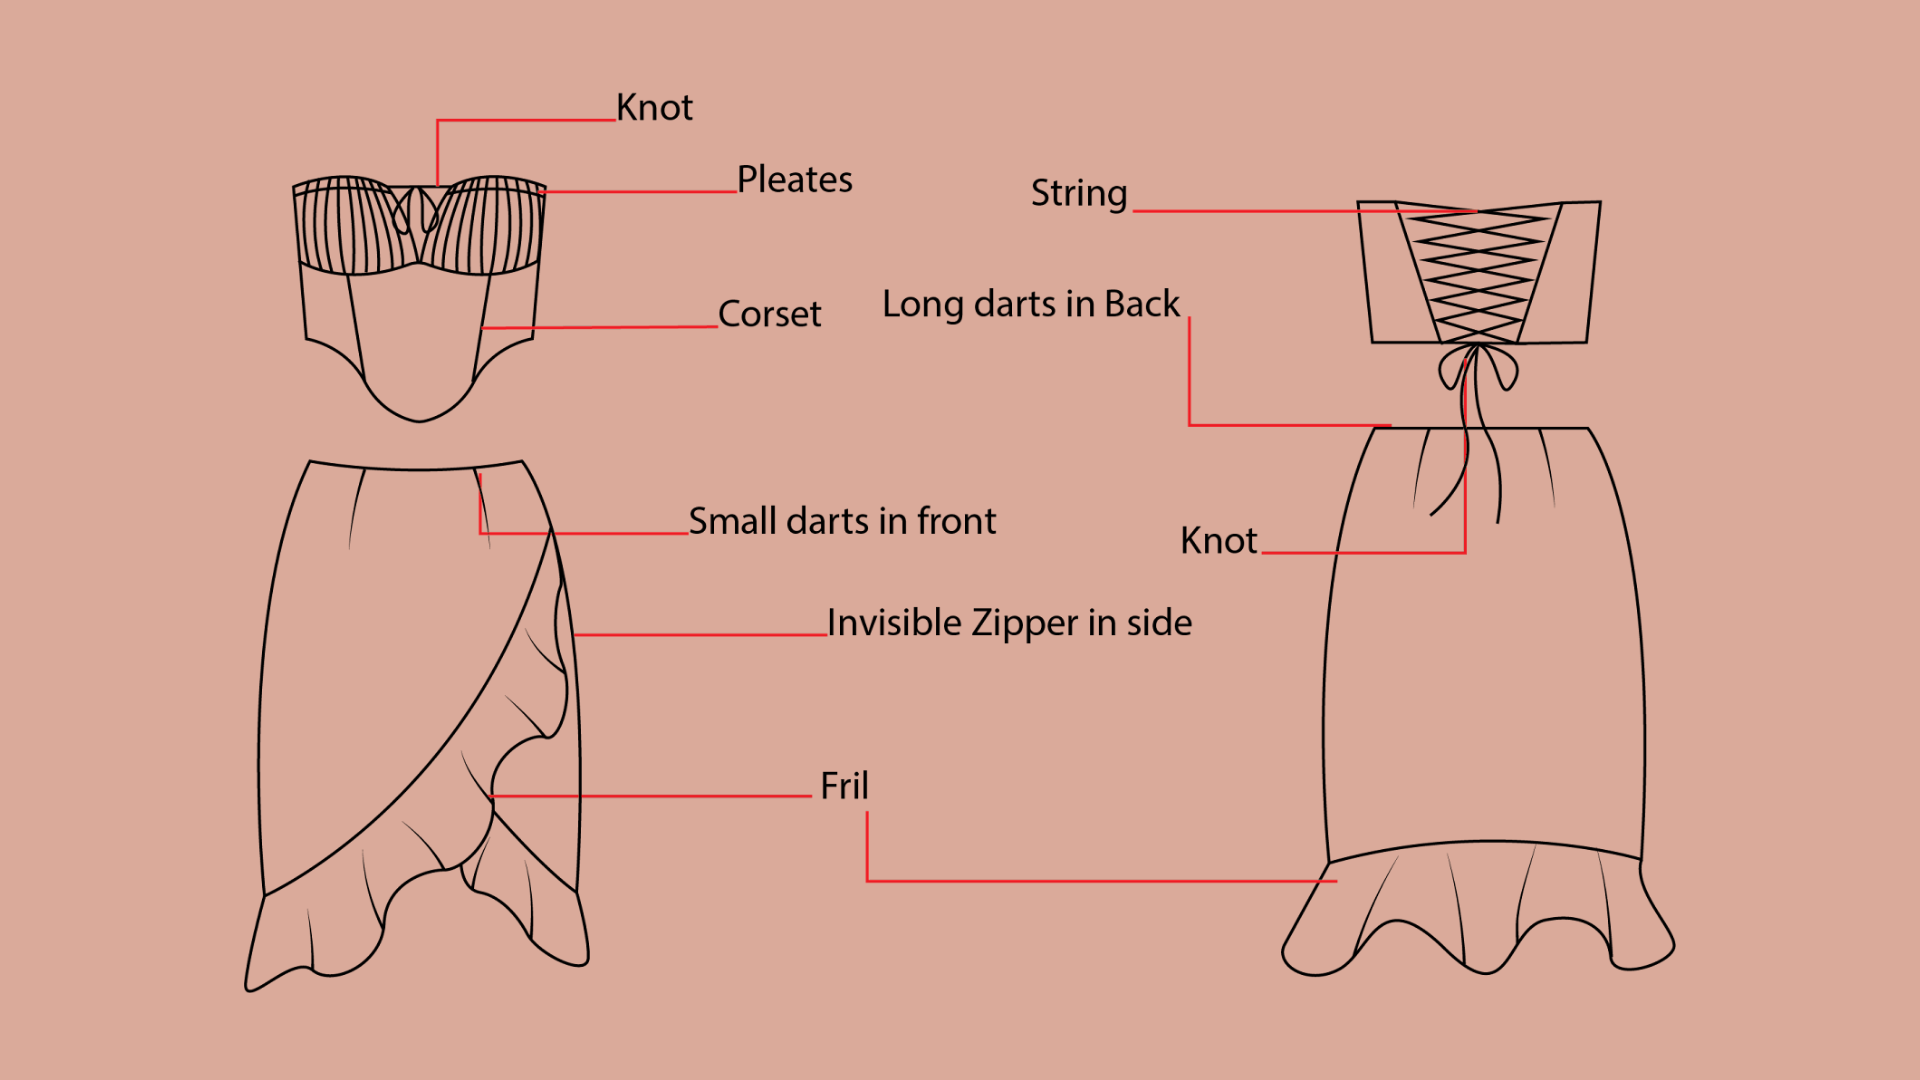 Knot
Pleates
String
Long darts in Back
Corset
Small darts in front
Knot
Invisible Zipper in side
Fril